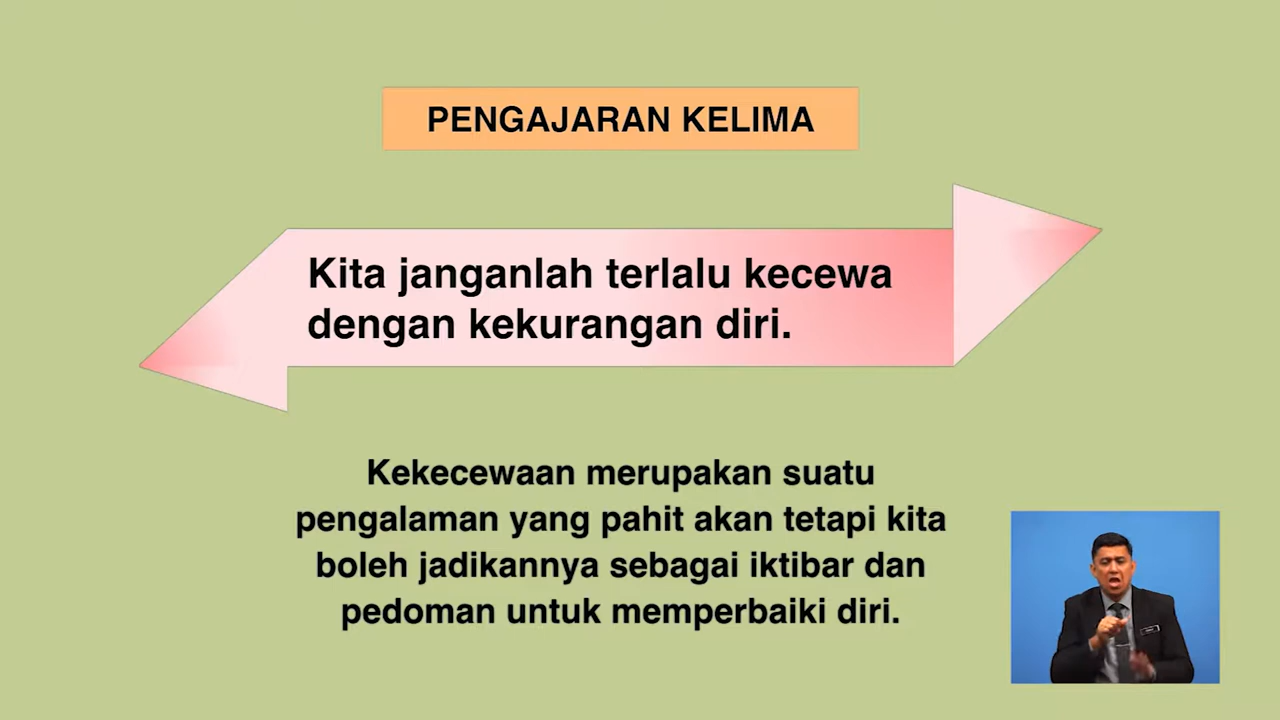 PENGAJARAN KELIMA
Kita janganlah terlalu kecewa
dengan kekurangan diri.
Kekecewaan merupakan suatu
pengalaman yang pahit akan tetapi kita
boleh jadikannya sebagai iktibar dan
pedoman untuk memperbaiki diri.